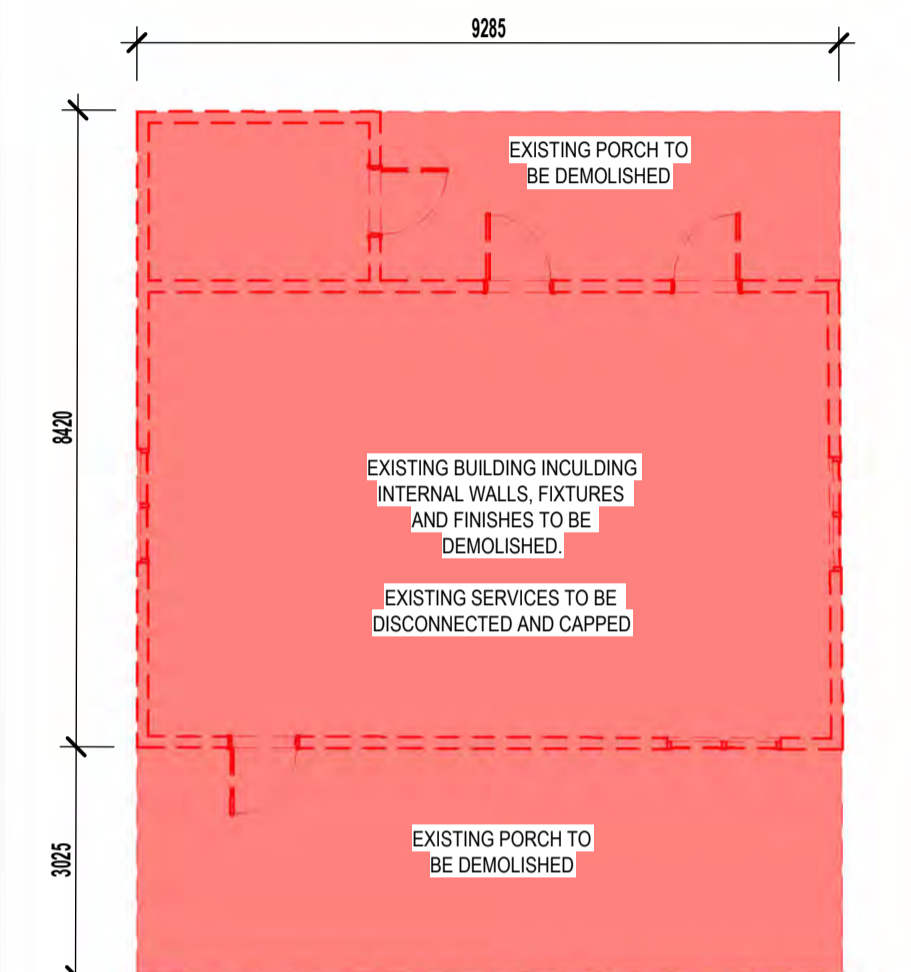 9285
EXISTING PORCH TO
BE DEMOLISHED
8420
EXISTING BUILDING INCULDING
INTERNAL WALLS, FIXTURES
AND FINISHES TO BE
DEMOLISHED.
EXISTING SERVICES TO BE
DISCONNECTED AND CAPPED
3025
EXISTING PORCH TO
BE DEMOLISHED